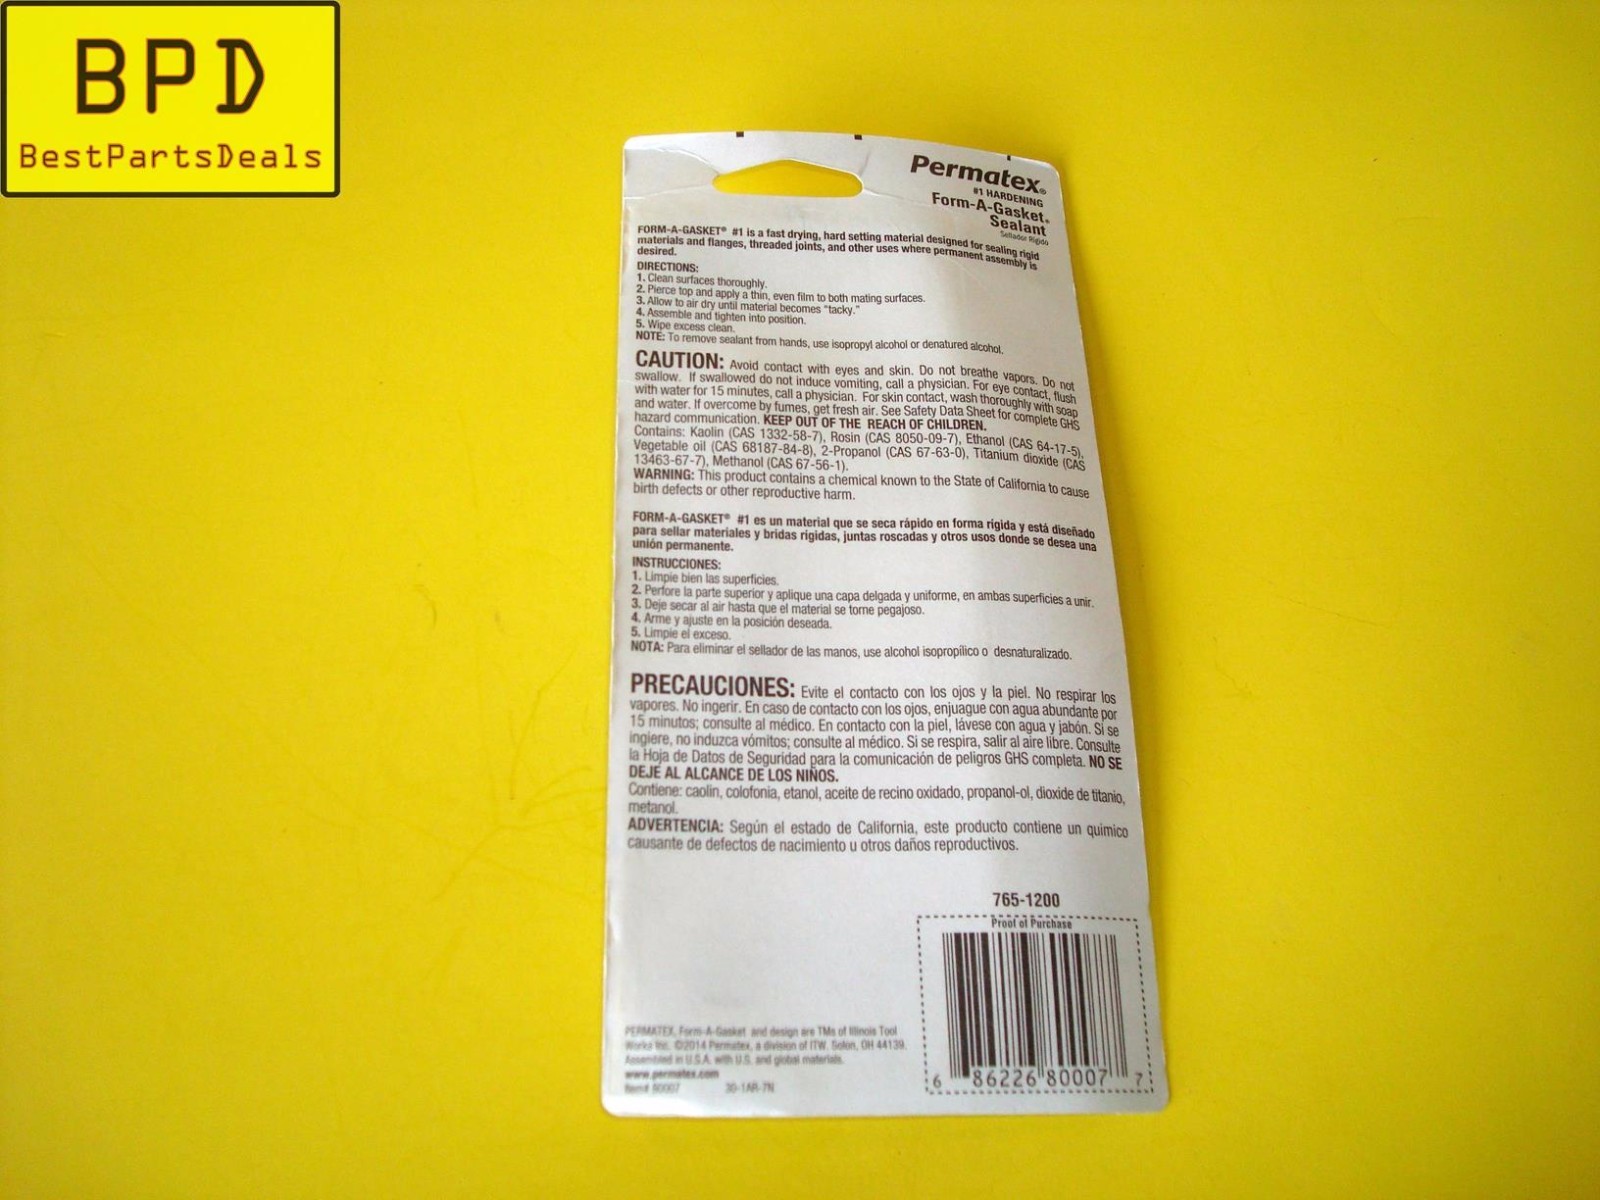 BPD
BestPartsDeals
Permatex®
#1 HARDENING
Form-A-Gasket®
Sealant
Sellador Rígido
FORM-A-GASKET® #1 is a fast drying, hard setting material designed for sealing rigid
materials and flanges, threaded joints, and other uses where permanent assembly is
desired.
DIRECTIONS:
1. Clean surfaces thoroughly.
2. Pierce top and apply a thin, even film to both mating surfaces.
3. Allow to air dry until material becomes "tacky."
4. Assemble and tighten into position.
5. Wipe excess clean.
NOTE: To remove sealant from hands, use isopropyl alcohol or denatured alcohol.
CAUTION: Avoid contact with eyes and skin. Do not breathe vapors. Do not
swallow. If swallowed do not induce vomiting, call a physician. For eye contact, flush
with water for 15 minutes, call a physician. For skin contact, wash thoroughly with soap
and water. If overcome by fumes, get fresh air. See Safety Data Sheet for complete GHS
hazard communication. KEEP OUT OF THE REACH OF CHILDREN.
Contains: Kaolin (CAS 1332-58-7), Rosin (CAS 8050-09-7), Ethanol (CAS 64-17-5),
Vegetable oil (CAS 68187-84-8), 2-Propanol (CAS 67-63-0), Titanium dioxide (CAS
13463-67-7), Methanol (CAS 67-56-1).
WARNING: This product contains a chemical known to the State of California to cause
birth defects or other reproductive harm.
FORM-A-GASKET® #1 es un material que se seca rápido en forma rígida y está diseñado
para sellar materiales y bridas rígidas, juntas roscadas y otros usos donde se desea una
unión permanente.
INSTRUCCIONES:
1. Limpie bien las superficies.
2. Perfore la parte superior y aplique una capa delgada y uniforme, en ambas superficies a unir.
3. Deje secar al aire hasta que el material se torne pegajoso.
4. Arme y ajuste en la posición deseada.
5. Limpie el exceso.
NOTA: Para eliminar el sellador de las manos, use alcohol isopropílico o desnaturalizado.
PRECAUCIONES: Evite el contacto con los ojos y la piel. No respirar los
vapores. No ingerir. En caso de contacto con los ojos, enjuague con agua abundante por
15 minutos; consulte al médico. En contacto con la piel, lávese con agua y jabón. Si se
ingiere, no induzca vómitos; consulte al médico. Si se respira, salir al aire libre. Consulte
la Hoja de Datos de Seguridad para la comunicación de peligros GHS completa. NO SE
DEJE AL ALCANCE DE LOS NIÑOS.
Contiene: caolin, colofonia, etanol, aceite de recino oxidado, propanol-ol, dioxide de titanio,
metanol.
ADVERTENCIA: Según el estado de California, este producto contiene un quimico
causante de defectos de nacimiento u otros daños reproductivos.
765-1200
Proof of Purchase
6 86226 80007 7
PERMATEX, Form-A-Gasket and design are TMs of Illinois Tool
Works Inc. ©2014 Permatex, a division of ITW. Solon, OH 44139.
Assembled in U.S.A. with U.S. and global materials.
www.permatex.com
Item# 80007 30-1AR-7N